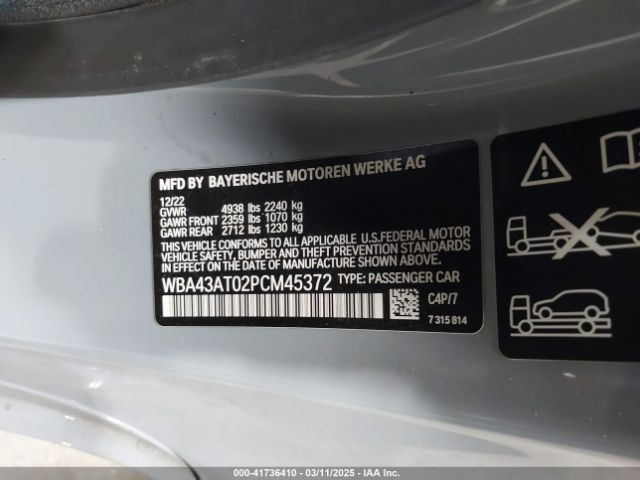 MFD BY BAYERISCHE MOTOREN WERKE AG
12/22
GVWR 4938 lbs 2240 kg
GAWR FRONT 2359 lbs 1070 kg
GAWR REAR 2712 lbs 1230 kg
THIS VEHICLE CONFORMS TO ALL APPLICABLE U.S.FEDERAL MOTOR
VEHICLE SAFETY, BUMPER AND THEFT PREVENTION STANDARDS
IN EFFECT ON THE DATE OF MANUFACTURE SHOWN ABOVE.
WBA43AT02PCM45372 TYPE: PASSENGER CAR
C4P/7
7 315 814
000-41736410 - 03/11/2025 - IAA Inc.